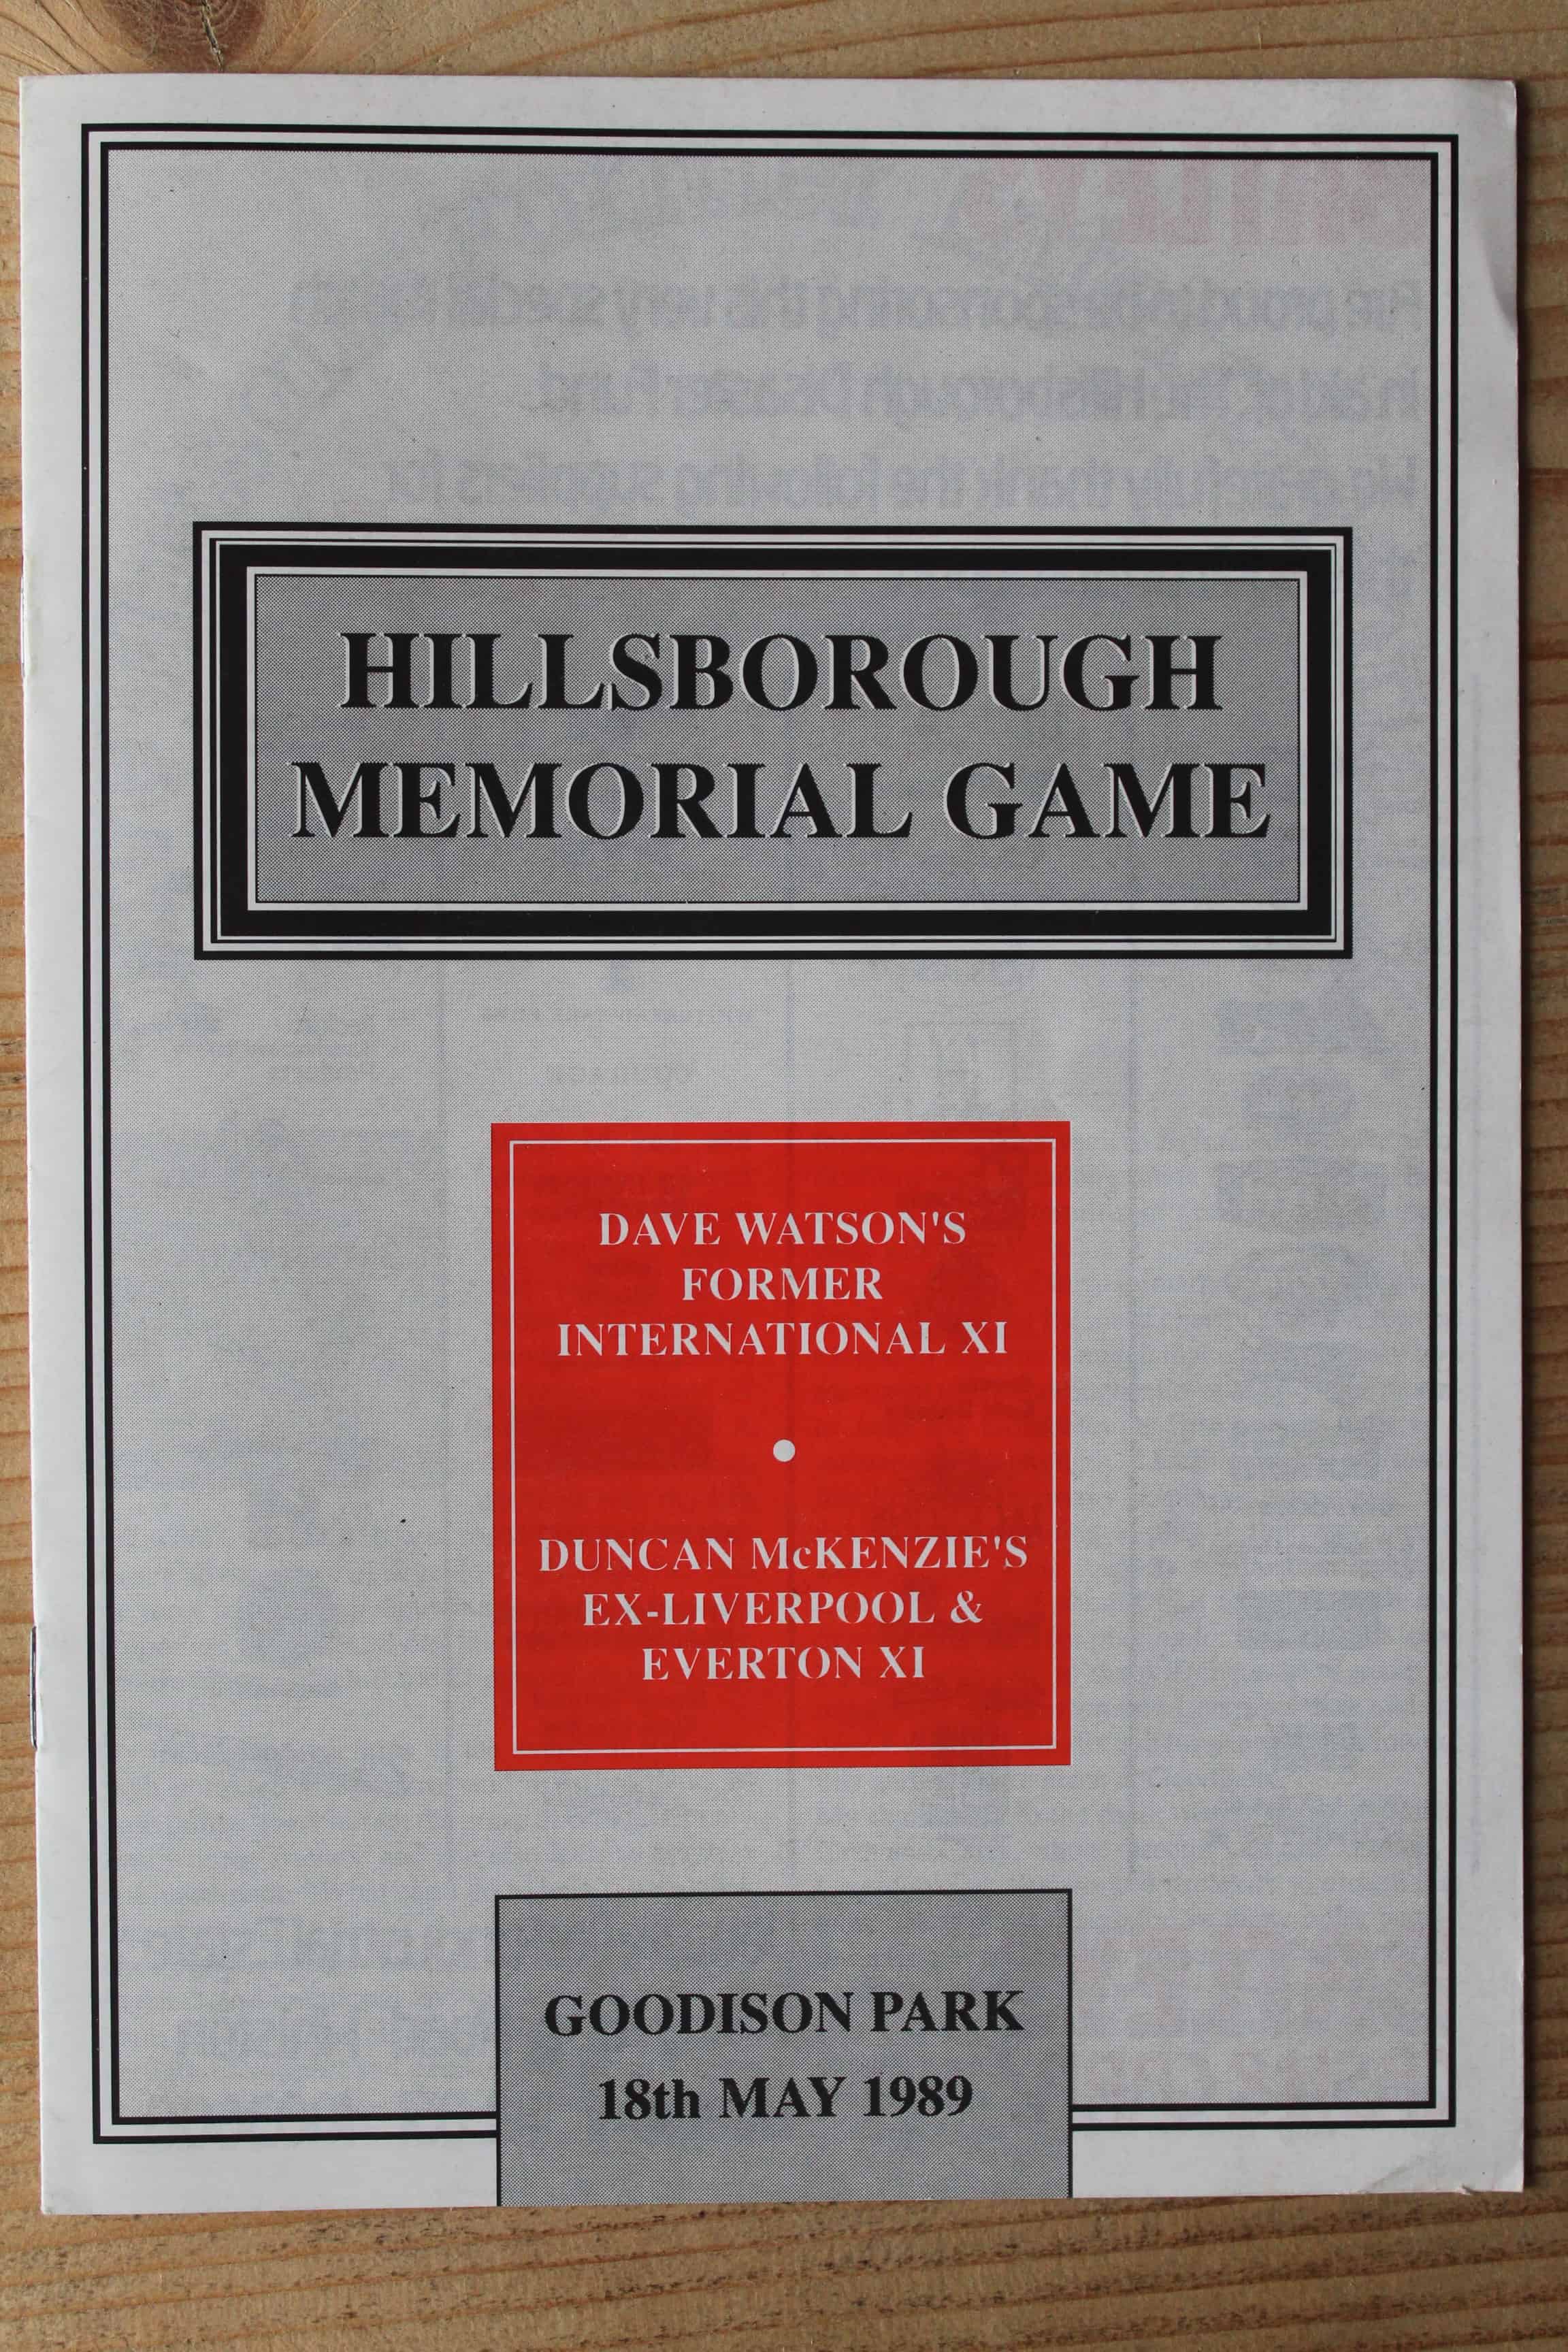 HILLSBOROUGH
MEMORIAL GAME
DAVE WATSON'S
FORMER
INTERNATIONAL XI
DUNCAN McKENZIE'S
EX-LIVERPOOL &
EVERTON XI
GOODISON PARK
18th MAY 1989